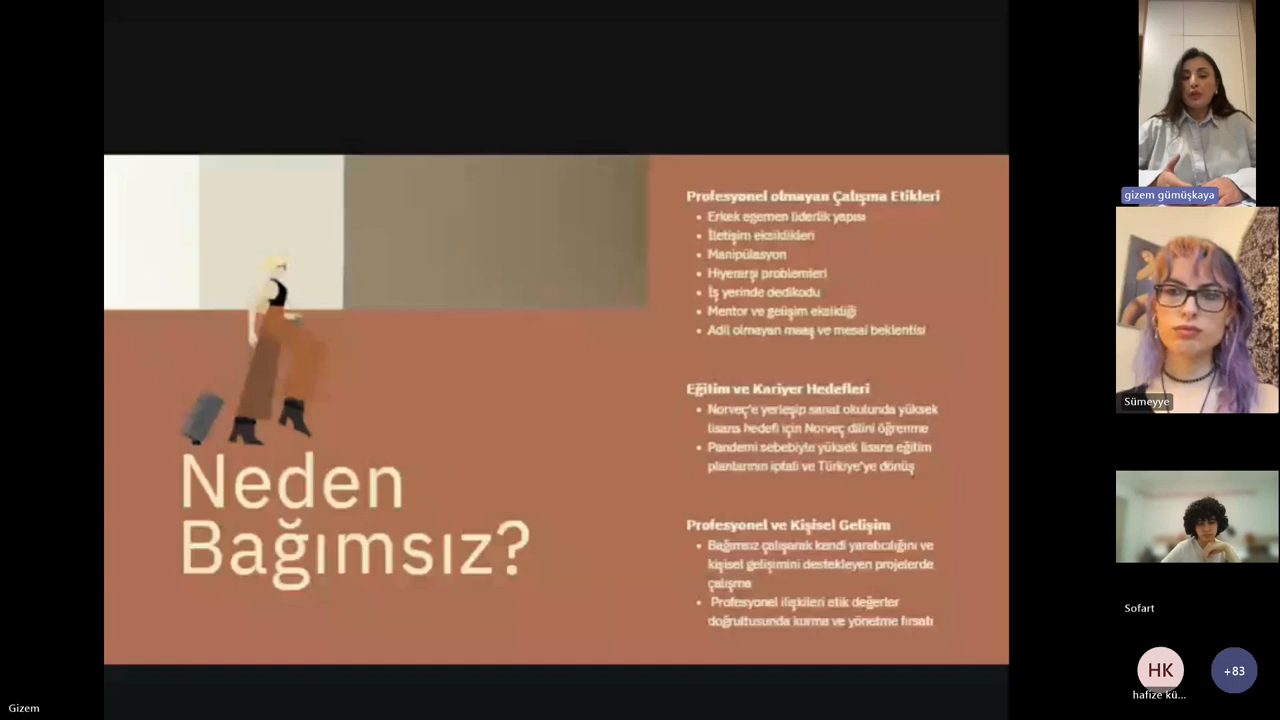 Neden
Bağımsız?
Profesyonel olmayan Çalışma Etikleri
• Erkek egemen liderlik yapısı
• İletişim eksiklikleri
• Manipülasyon
• Hiyerarşi problemleri
• İş yerinde dedikodu
• Mentor ve gelişim eksikliği
• Adil olmayan maaş ve mesai beklentisi
Eğitim ve Kariyer Hedefleri
• Norveç'e yerleşip sanat okulunda yüksek
lisans hedefi için Norveç dilini öğrenme
• Pandemi sebebiyle yüksek lisans eğitim
planlarının iptali ve Türkiye'ye dönüş
Profesyonel ve Kişisel Gelişim
• Bağımsız çalışarak kendi yaratıcılığını ve
kişisel gelişimini destekleyen projelerde
çalışma
• Profesyonel ilişkileri etik değerler
doğrultusunda kurma ve yönetme fırsatı
gizem gümüşkaya
Sümeyye
Sofart
HK
hafize kü...
+83
Gizem